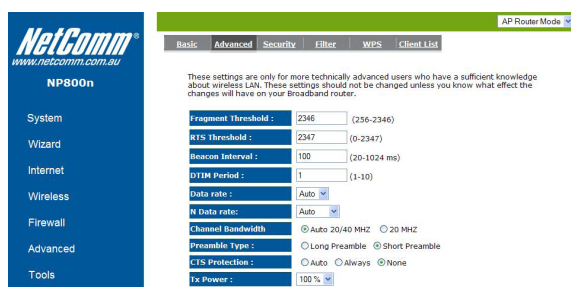 AP Router Mode
NetComm®
www.netcomm.com.au
NP800n
System
Wizard
Internet
Wireless
Firewall
Advanced
Tools
Basic Advanced Security Filter WPS Client List
These settings are only for more technically advanced users who have a sufficient knowledge
about wireless LAN. These settings should not be changed unless you know what effect the
changes will have on your Broadband router.
Fragment Threshold : 2346 (256-2346)
RTS Threshold : 2347 (0-2347)
Beacon Interval : 100 (20-1024 ms)
DTIM Period : 1 (1-10)
Data rate : Auto
N Data rate: Auto
Channel Bandwidth Auto 20/40 MHZ 20 MHZ
Preamble Type : Long Preamble Short Preamble
CTS Protection : Auto Always None
Tx Power : 100 %